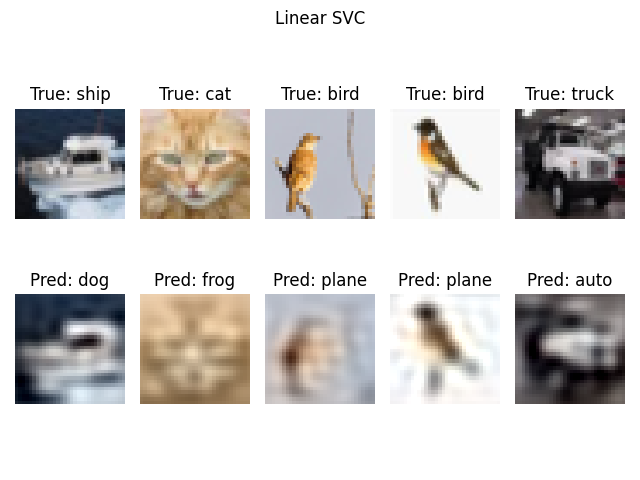 Linear SVC
True: ship True: cat True: bird True: bird True: truck
Pred: dog Pred: frog Pred: plane Pred: plane Pred: auto